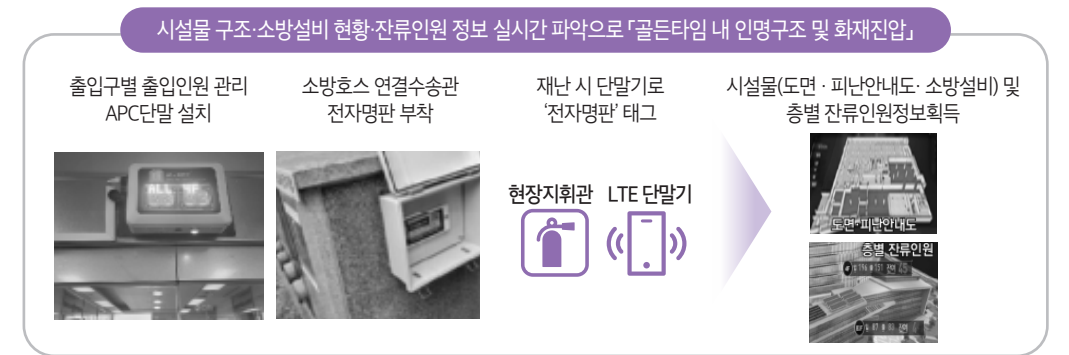 시설물 구조·소방설비 현황·잔류인원 정보 실시간 파악으로 「골든타임 내 인명구조 및 화재진압」
출입구별 출입인원 관리
APC단말 설치
소방호스 연결수송관
전자명판 부착
재난 시 단말기로
‘전자명판’ 태그
시설물(도면 · 피난안내도· 소방설비) 및
층별 잔류인원정보획득
현장지휘관
LTE 단말기
도면·피난안내도
층별 잔류인원